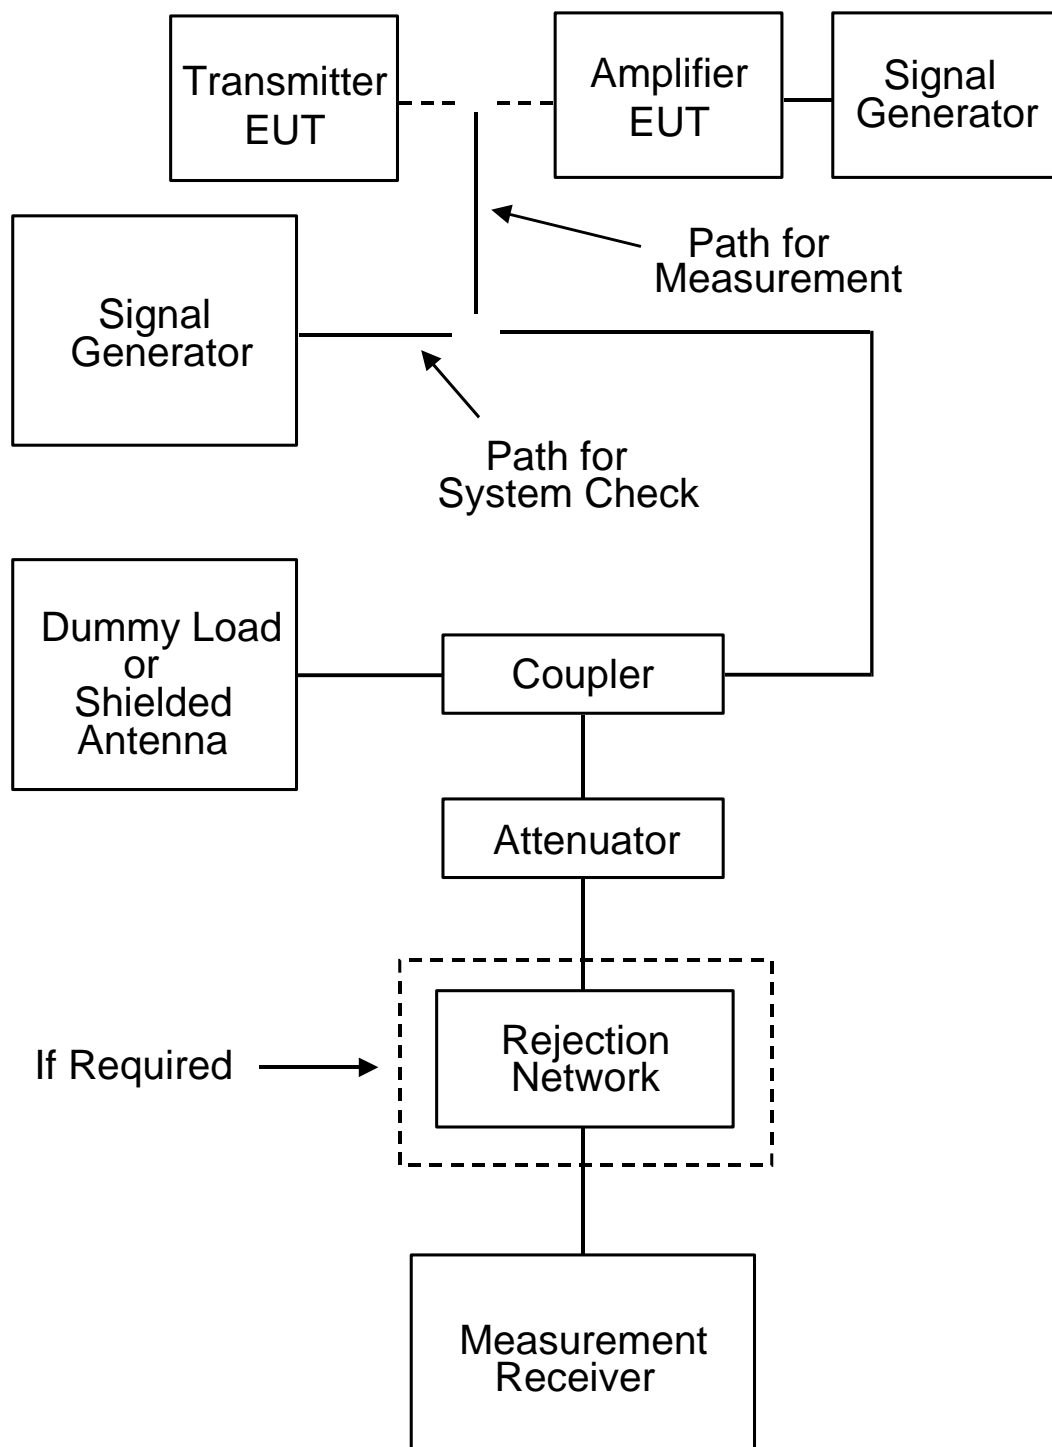 Transmitter
EUT
Amplifier
EUT
Signal
Generator
Path for
Measurement
Signal
Generator
Path for
System Check
Dummy Load
or
Shielded
Antenna
Coupler
Attenuator
If Required
Rejection
Network
Measurement
Receiver